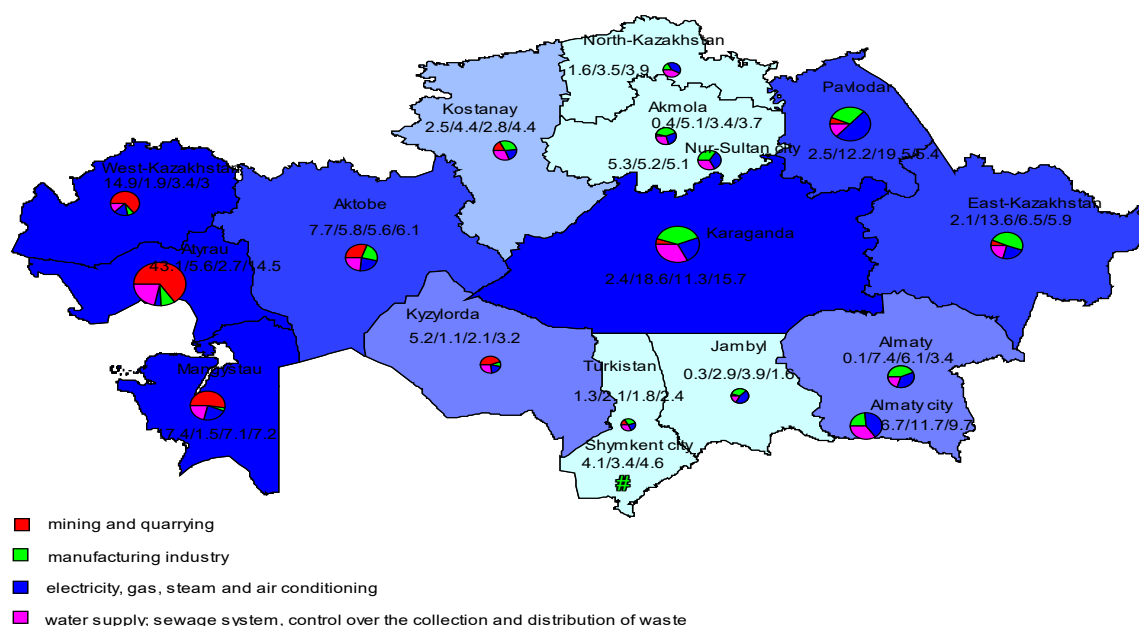 North-Kazakhstan
1.6/3.5/3.9
Kostanay
2.5/4.4/2.8/4.4
Akmola
0.4/5.1/3.4/3.7
Nur-Sultan city
5.3/5.2/5.1
Pavlodar
2.5/12.2/19.5/5.4
West-Kazakhstan
14.9/1.9/3.4/3
Aktobe
7.7/5.8/5.6/6.1
East-Kazakhstan
2.1/13.6/6.5/5.9
Atyrau
43.1/5.6/2.7/14.5
Karaganda
2.4/18.6/11.3/15.7
Kyzylorda
5.2/1.1/2.1/3.2
Mangystau
Turkistan
1.3/2.1/1.8/2.4
Jambyl
0.3/2.9/3.9/1.6
Almaty
0.1/7.4/6.1/3.4
Almaty city
6.7/11.7/9.7
Shymkent city
4.1/3.4/4.6
#
mining and quarrying
manufacturing industry
electricity, gas, steam and air conditioning
water supply; sewage system, control over the collection and distribution of waste